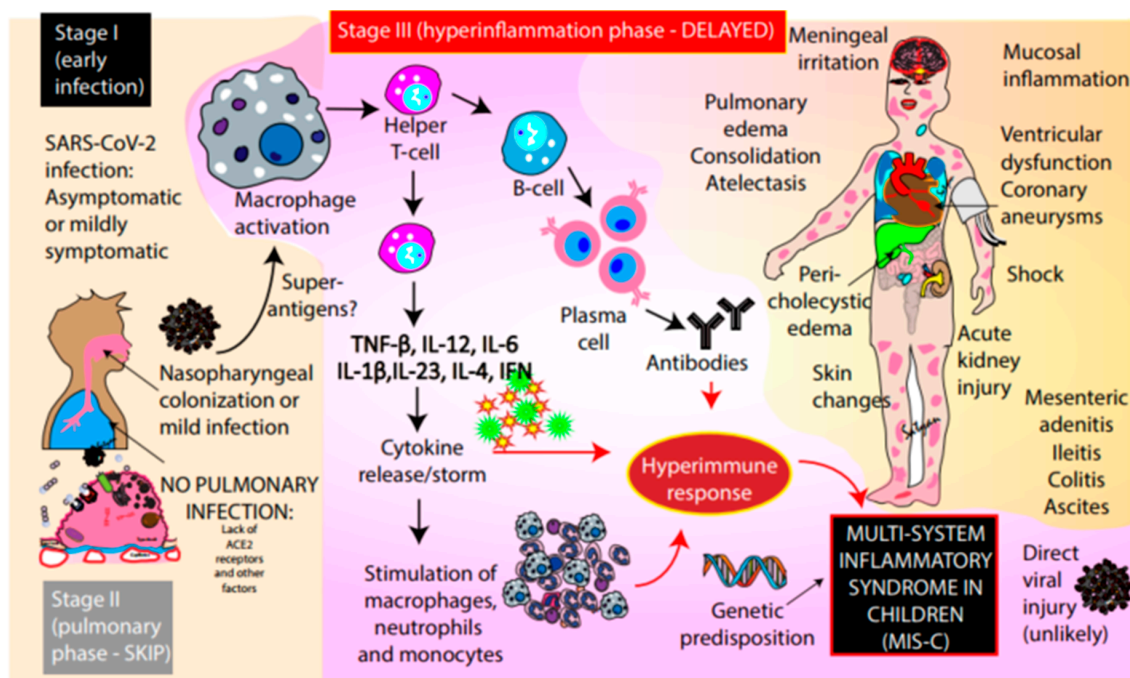 Stage I
(early
infection)
SARS-CoV-2
infection:
Asymptomatic
or mildly
symptomatic
Super-
antigens?
Nasopharyngeal
colonization or
mild infection
NO PULMONARY
INFECTION:
Lack of
ACE2
receptors
and other
factors
Stage II
(pulmonary
phase - SKIP)
Stage III (hyperinflammation phase - DELAYED)
Macrophage
activation
Helper
T-cell
B-cell
Plasma
cell
Antibodies
TNF-β, IL-12, IL-6
IL-1β,IL-23, IL-4, IFN
Cytokine
release/storm
Stimulation of
macrophages,
neutrophils
and monocytes
Hyperimmune
response
Genetic
predisposition
MULTI-SYSTEM
INFLAMMATORY
SYNDROME IN
CHILDREN
(MIS-C)
Direct
viral
injury
(unlikely)
Meningeal
irritation
Mucosal
inflammation
Pulmonary
edema
Consolidation
Atelectasis
Ventricular
dysfunction
Coronary
aneurysms
Peri-
cholecystic
edema
Shock
Acute
kidney
injury
Skin
changes
Mesenteric
adenitis
Ileitis
Colitis
Ascites